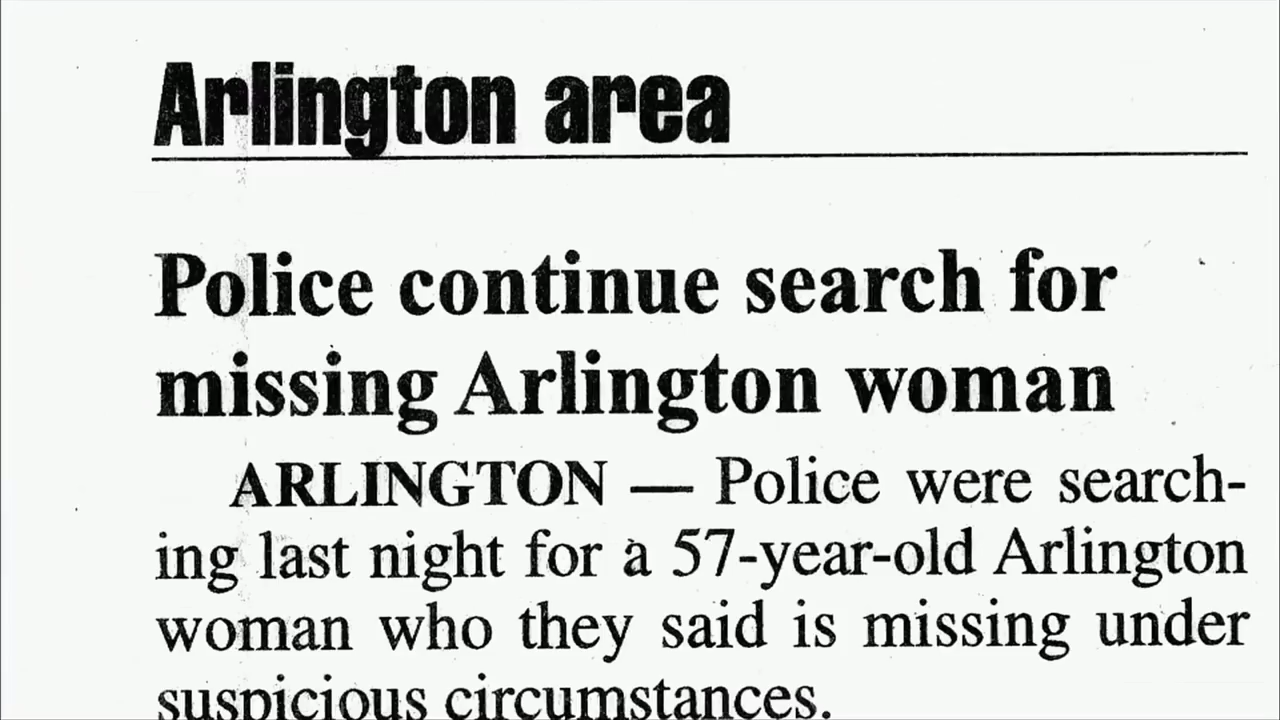 Arlington area
Police continue search for
missing Arlington woman
ARLINGTON — Police were search-
ing last night for a 57-year-old Arlington
woman who they said is missing under
suspicious circumstances.